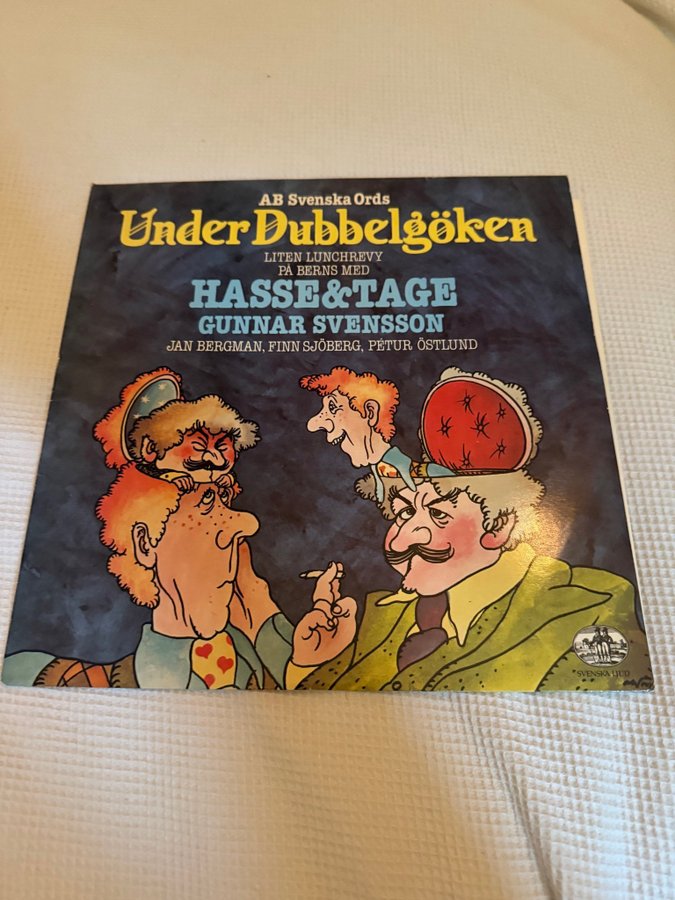 AB Svenska Ords
Under Dubbelgöken
LITEN LUNCHREVY
PÅ BERNS MED
HASSE&TAGE
GUNNAR SVENSSON
JAN BERGMAN, FINN SJÖBERG, PÉTUR ÖSTLUND
SVENSKA LJUD